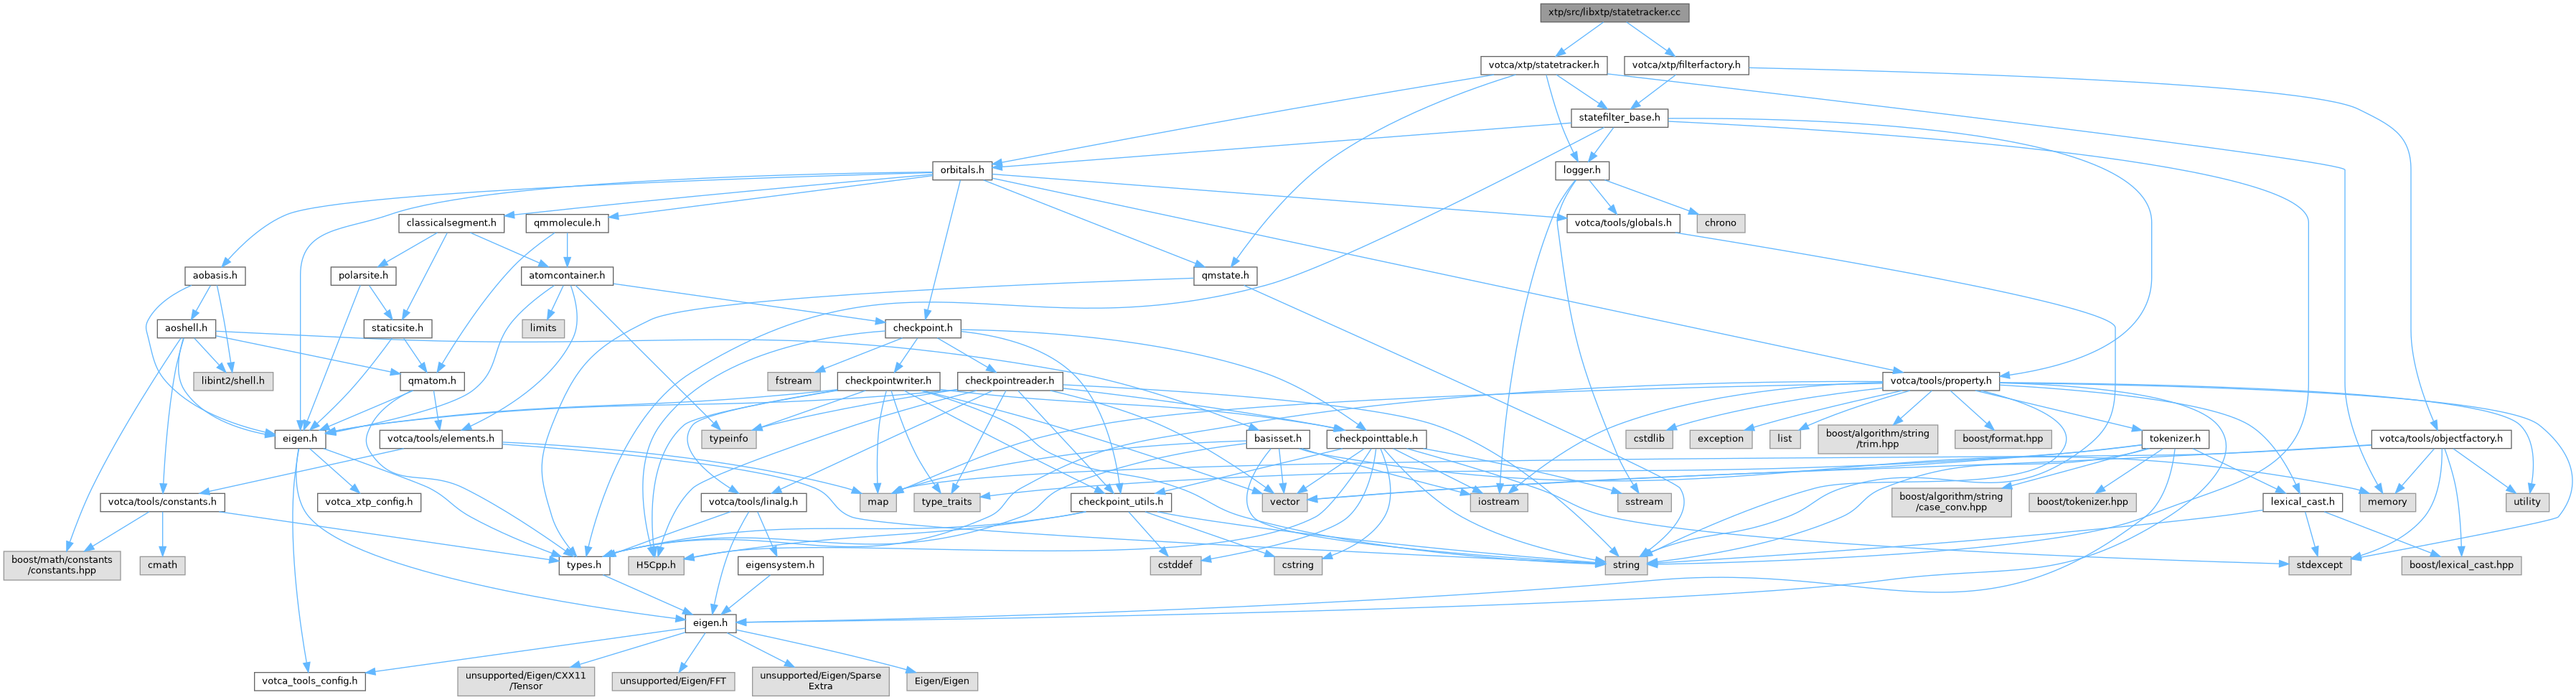 xtp/src/libxtp/statetracker.cc
votca/xtp/statetracker.h
votca/xtp/filterfactory.h
statefilter_base.h
orbitals.h
logger.h
classicalsegment.h
qmmolecule.h
votca/tools/globals.h
chrono
aobasis.h
polarsite.h
atomcontainer.h
qmstate.h
aoshell.h
staticsite.h
limits
checkpoint.h
libint2/shell.h
qmatom.h
fstream
checkpointwriter.h
checkpointreader.h
votca/tools/property.h
eigen.h
votca/tools/elements.h
typeinfo
basisset.h
checkpointtable.h
cstdlib
exception
list
boost/algorithm/string
/trim.hpp
boost/format.hpp
tokenizer.h
votca/tools/objectfactory.h
votca/tools/constants.h
votca_xtp_config.h
map
type_traits
votca/tools/linalg.h
vector
checkpoint_utils.h
iostream
sstream
boost/algorithm/string
/case_conv.hpp
boost/tokenizer.hpp
lexical_cast.h
memory
utility
boost/math/constants
/constants.hpp
cmath
types.h
H5Cpp.h
eigensystem.h
cstddef
cstring
string
stdexcept
boost/lexical_cast.hpp
eigen.h
votca_tools_config.h
unsupported/Eigen/CXX11
/Tensor
unsupported/Eigen/FFT
unsupported/Eigen/Sparse
Extra
Eigen/Eigen